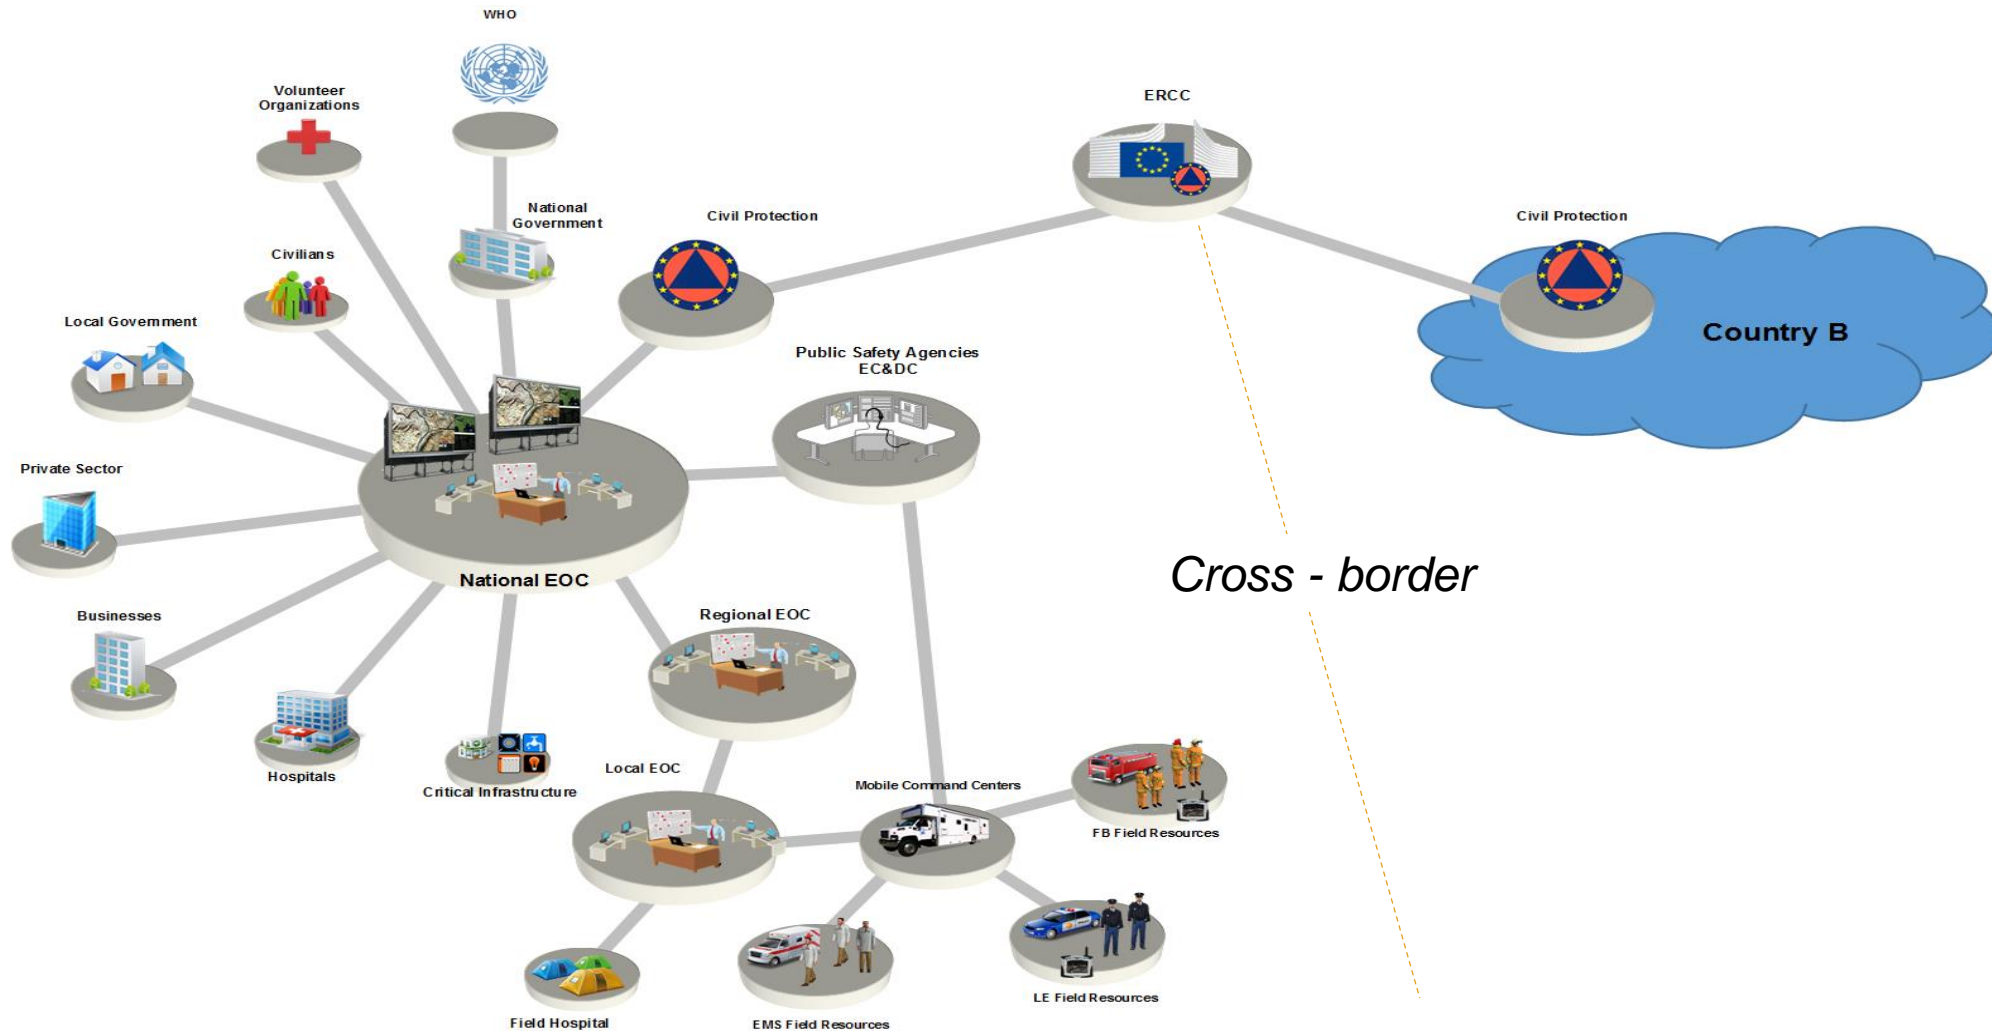 WHO
Volunteer
Organizations
ERCC
National
Government
Civil Protection
Civil Protection
Civilians
Local Government
Country B
Public Safety Agencies
EC&DC
Private Sector
National EOC
Cross - border
Businesses
Regional EOC
Hospitals
Critical Infrastructure
Local EOC
Mobile Command Centers
FB Field Resources
LE Field Resources
Field Hospital
EMS Field Resources